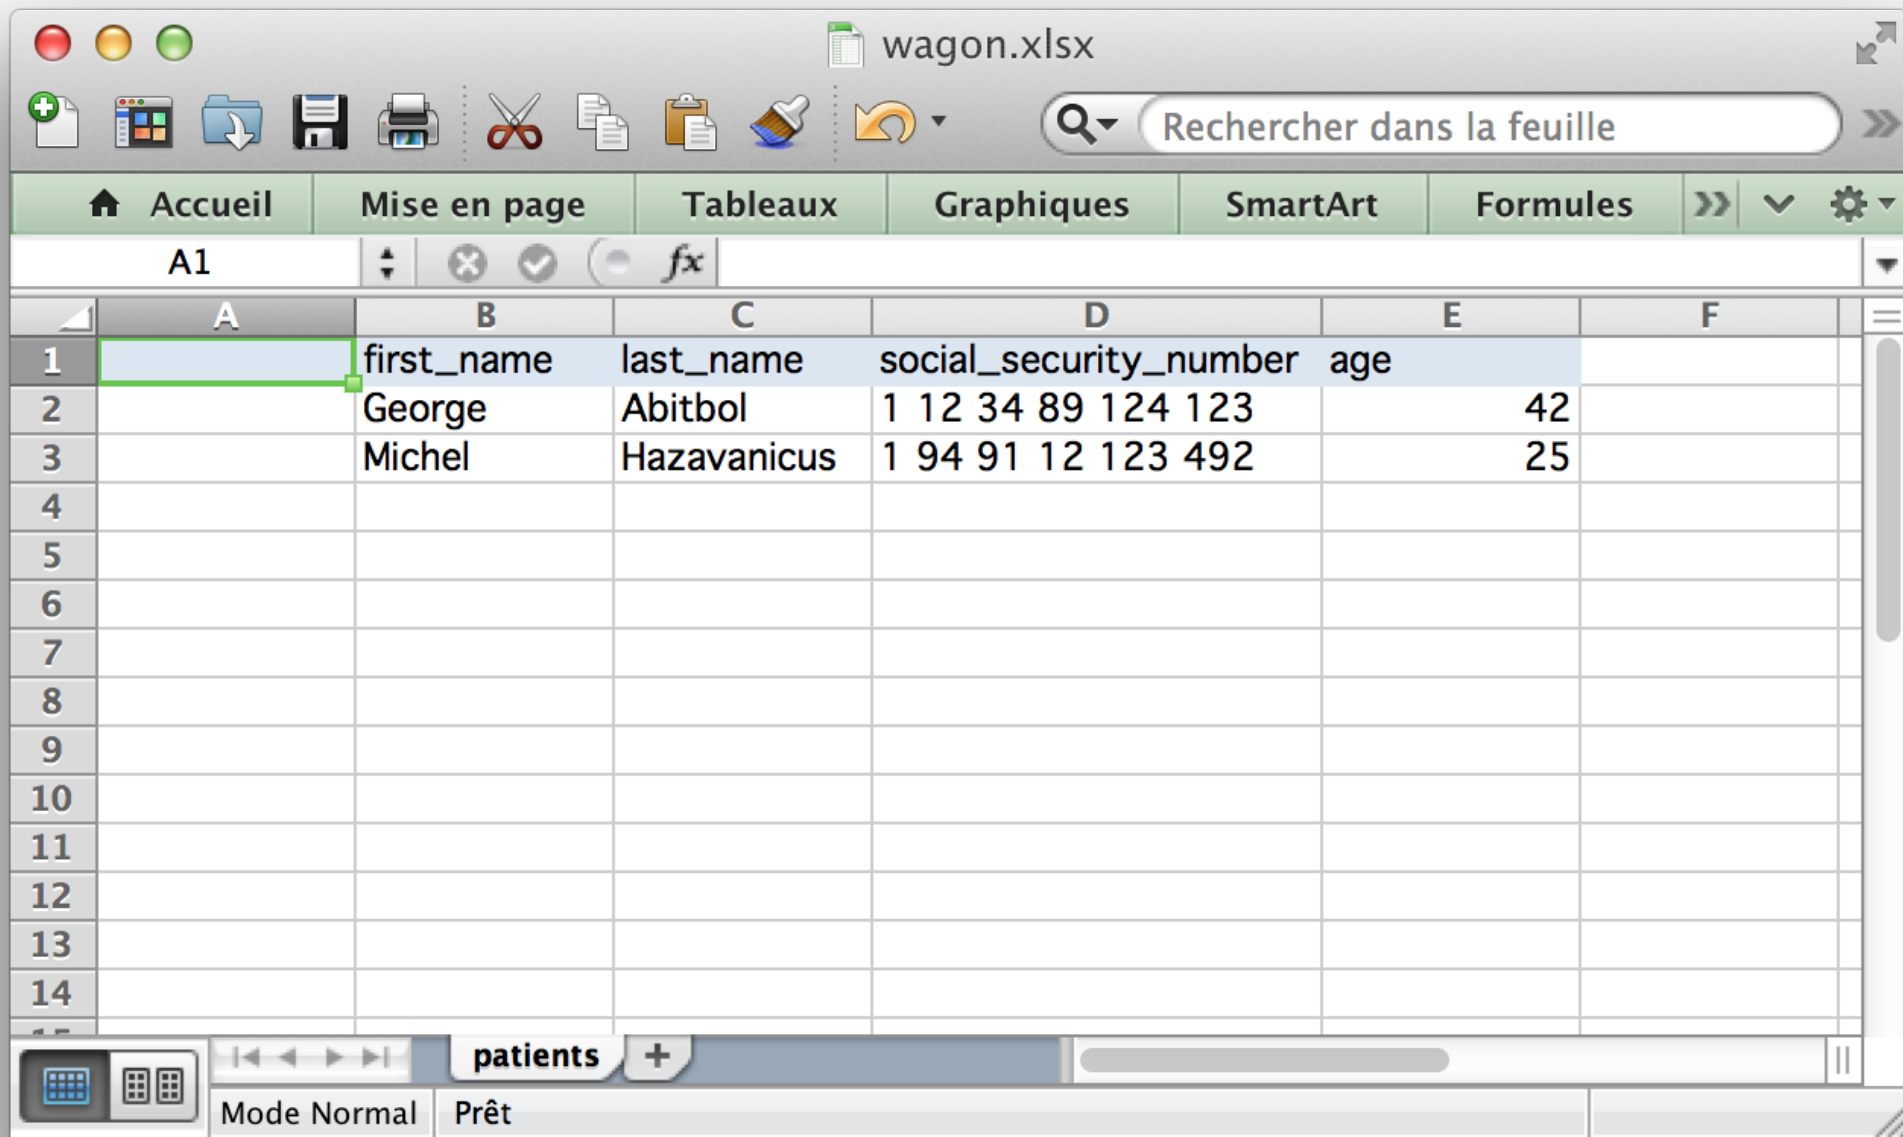 wagon.xlsx
Rechercher dans la feuille
Accueil Mise en page Tableaux Graphiques SmartArt Formules
A1 fx
A B C D E F
1 first_name last_name social_security_number age
2 George Abitbol 1 12 34 89 124 123 42
3 Michel Hazavanicus 1 94 91 12 123 492 25
4
5
6
7
8
9
10
11
12
13
14
patients
Mode Normal Prêt